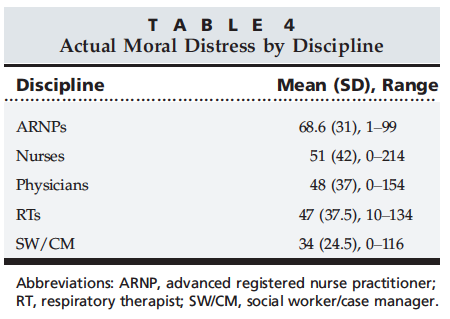 TABLE 4
Actual Moral Distress by Discipline
Discipline Mean (SD), Range
ARNPs 68.6 (31), 1–99
Nurses 51 (42), 0–214
Physicians 48 (37), 0–154
RTs 47 (37.5), 10–134
SW/CM 34 (24.5), 0–116
Abbreviations: ARNP, advanced registered nurse practitioner;
RT, respiratory therapist; SW/CM, social worker/case manager.